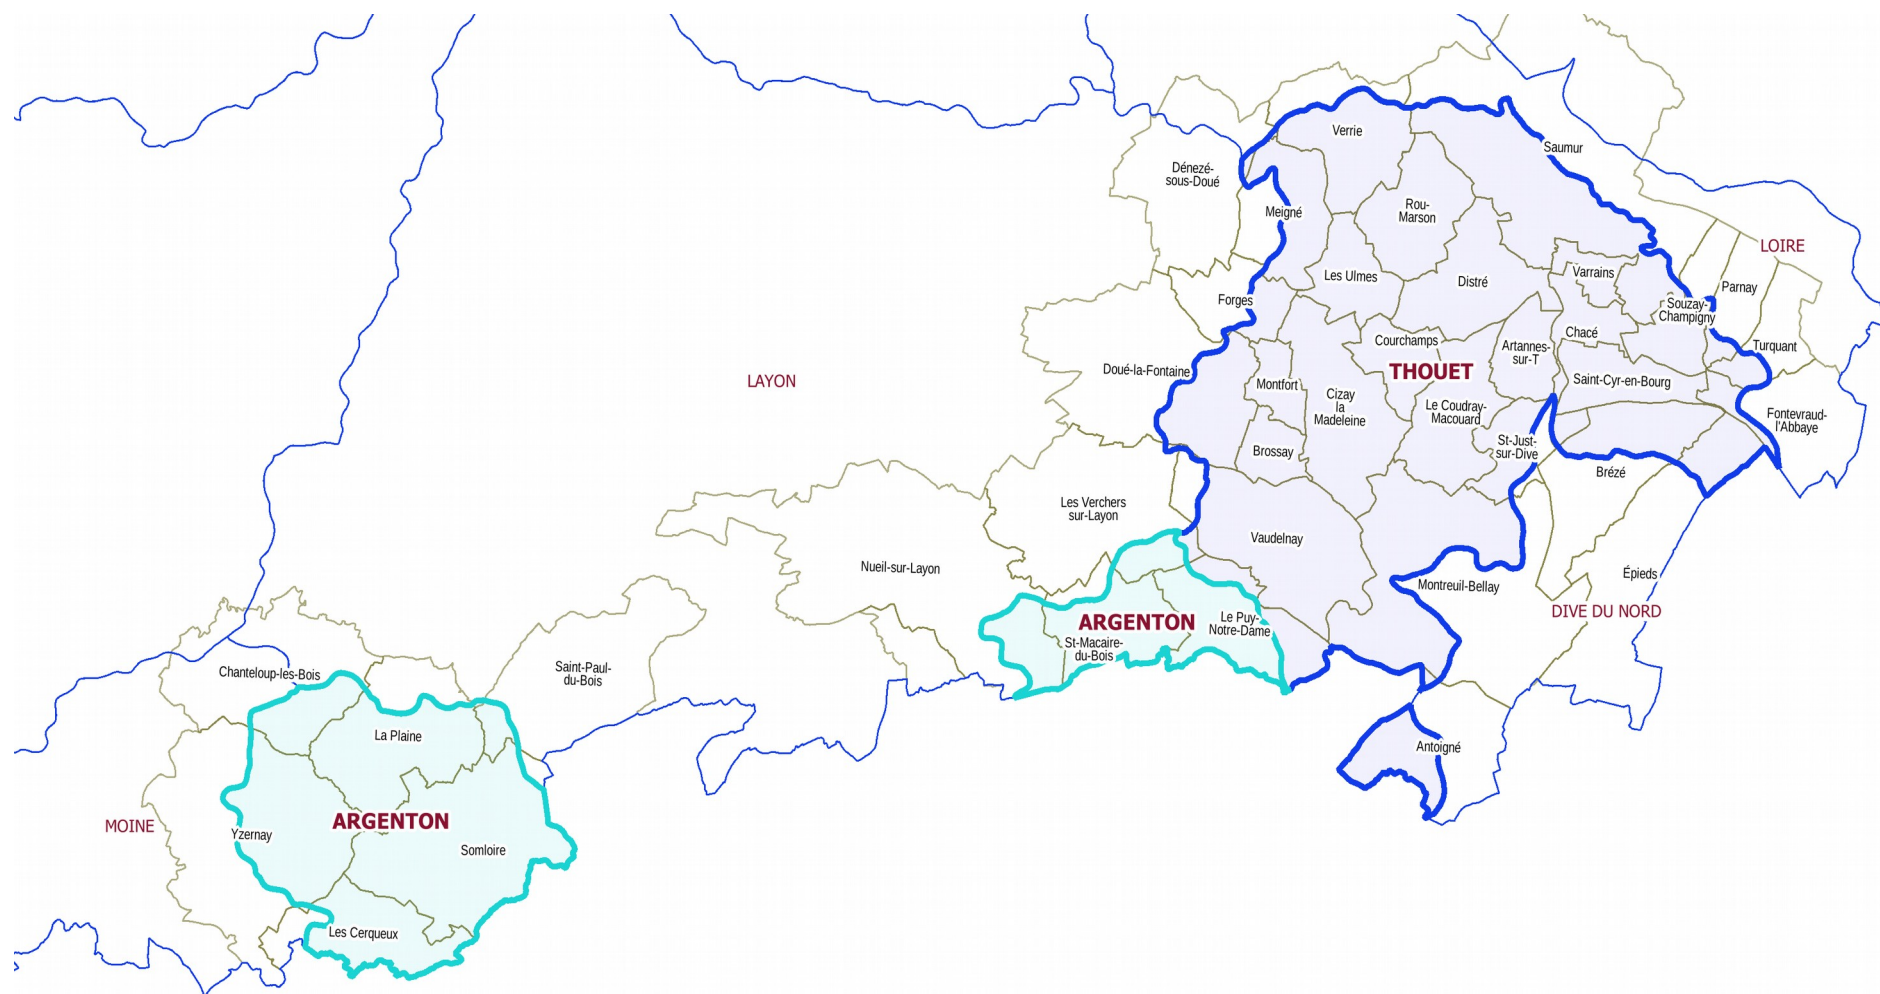 Verrie
Saumur
Dénezé-
sous-Doué
Meigné
Rou-
Marson
LOIRE
Les Ulmes
Distré
Varrains
Parnay
Forges
Souzay-
Champigny
Chacé
Courchamps
Artannes-
sur-T
Turquant
Doué-la-Fontaine
THOUET
LAYON
Montfort
Saint-Cyr-en-Bourg
Cizay
la
Madeleine
Le Coudray-
Macouard
Fontevraud-
l'Abbaye
Brossay
St-Just-
sur-Dive
Brézé
Les Verchers
sur-Layon
Vaudelnay
Nueil-sur-Layon
Épieds
Montreuil-Bellay
DIVE DU NORD
ARGENTON
Le Puy-
Notre-Dame
St-Macaire-
du-Bois
Chanteloup-les-Bois
Saint-Paul-
du-Bois
La Plaine
Antoigné
MOINE
ARGENTON
Yzernay
Somloire
Les Cerqueux